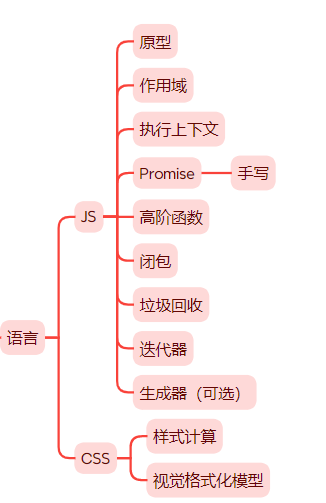 语言
JS
原型
作用域
执行上下文
Promise
手写
高阶函数
闭包
垃圾回收
迭代器
生成器（可选）
CSS
样式计算
视觉格式化模型